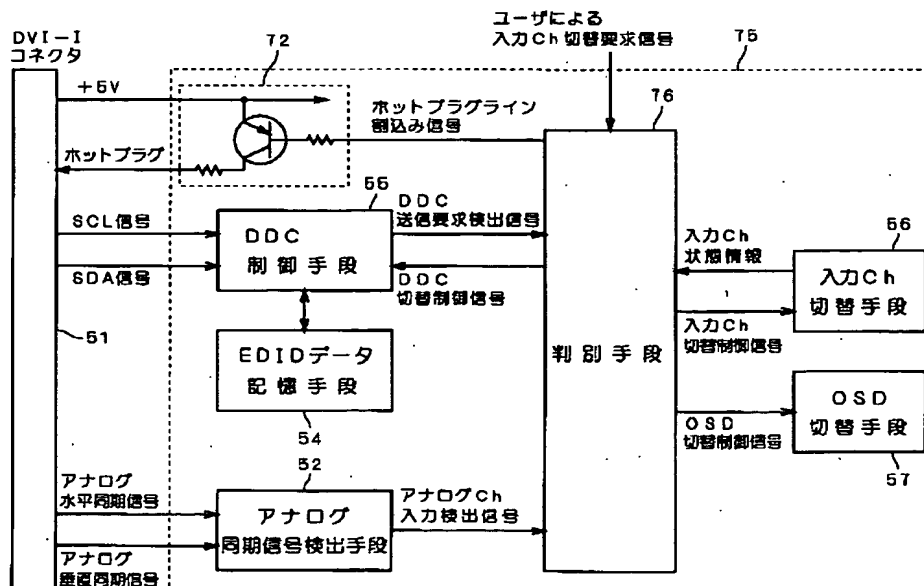 DVI-I
コネクタ
72
ユーザによる
入力Ch切替要求信号
75
+5V
ホットプラグライン
割込み信号
76
ホットプラグ
55
SCL信号
DDC
制御手段
DDC
送信要求検出信号
56
入力Ch
状態情報
入力Ch
切替手段
SDA信号
DDC
切替制御信号
51
判別手段
入力Ch
切替制御信号
EDIDデータ
記憶手段
OSD
切替手段
54
OSD
切替制御信号
52
57
アナログ
水平同期信号
アナログ
同期信号検出手段
アナログCh
入力検出信号
アナログ
垂直同期信号